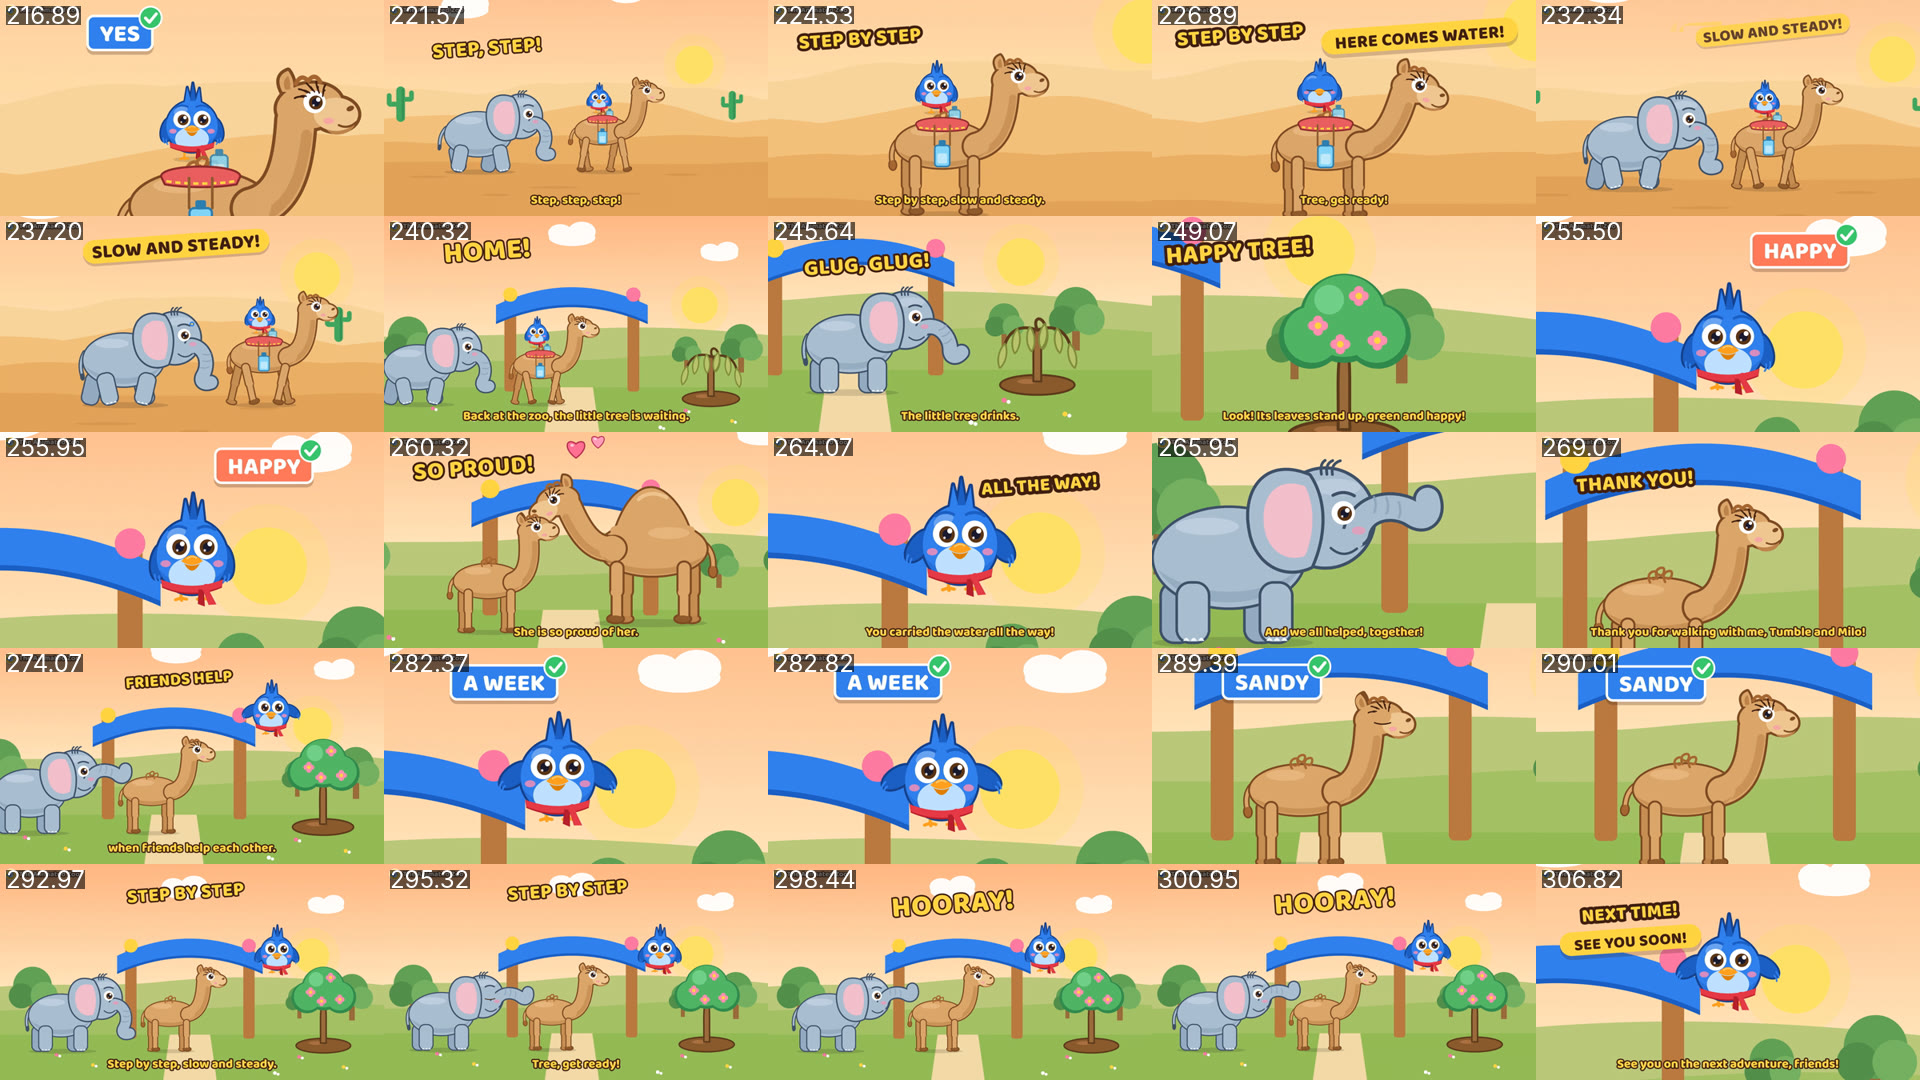 216.89
YES
221.57
STEP, STEP!
Step, step, step!
224.53
STEP BY STEP
Step by step, slow and steady.
226.89
STEP BY STEP
HERE COMES WATER!
Tree, get ready!
232.34
SLOW AND STEADY!
237.20
SLOW AND STEADY!
240.32
HOME!
Back at the zoo, the little tree is waiting.
245.64
GLUG, GLUG!
The little tree drinks.
249.07
HAPPY TREE!
Look! Its leaves stand up, green and happy!
255.50
HAPPY
255.95
HAPPY
260.32
SO PROUD!
She is so proud of her.
264.07
ALL THE WAY!
You carried the water all the way!
265.95
And we all helped, together!
269.07
THANK YOU!
Thank you for walking with me, Tumble and Milo!
274.07
FRIENDS HELP
when friends help each other.
282.37
A WEEK
282.82
A WEEK
289.39
SANDY
290.01
SANDY
292.97
STEP BY STEP
Step by step, slow and steady.
295.32
STEP BY STEP
Tree, get ready!
298.44
HOORAY!
300.95
HOORAY!
306.82
NEXT TIME!
SEE YOU SOON!
See you on the next adventure, friends!